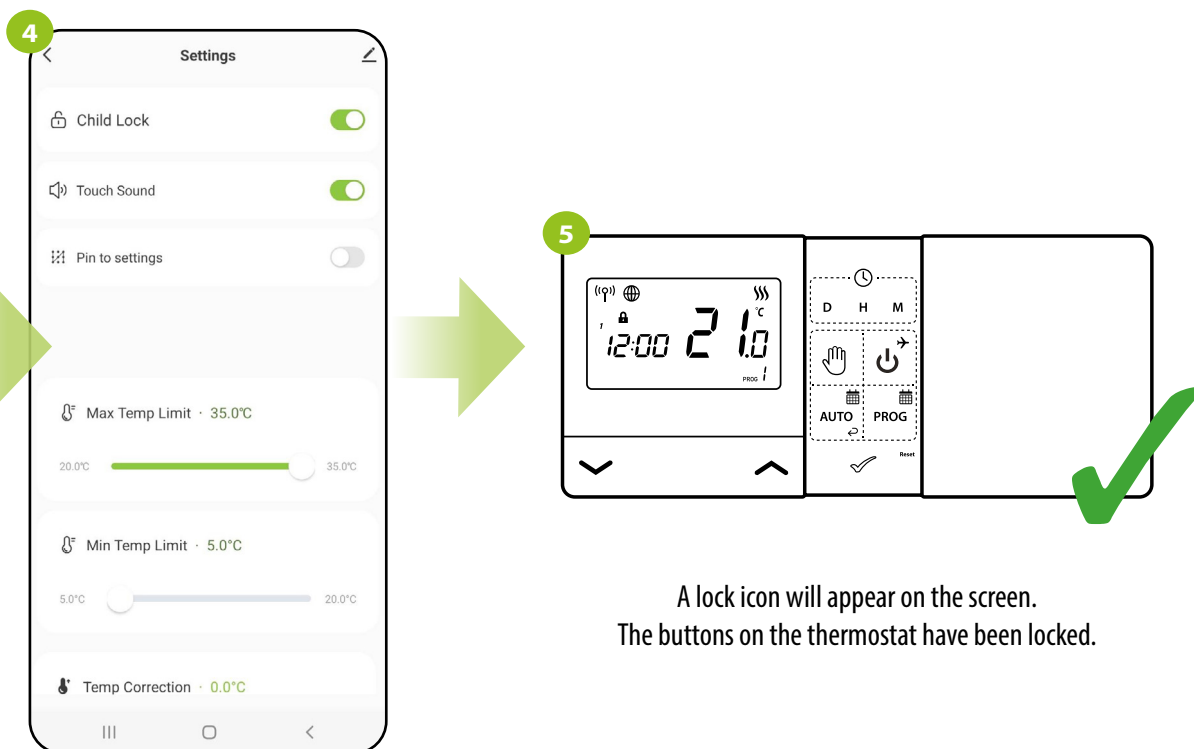 4
Settings
Child Lock
Touch Sound
Pin to settings
Max Temp Limit · 35.0°C
20.0°C 35.0°C
Min Temp Limit · 5.0°C
5.0°C 20.0°C
Temp Correction · 0.0°C
5
1 12:00 21.0 °C
PROG 1
D H M
AUTO PROG
Reset
A lock icon will appear on the screen.
The buttons on the thermostat have been locked.